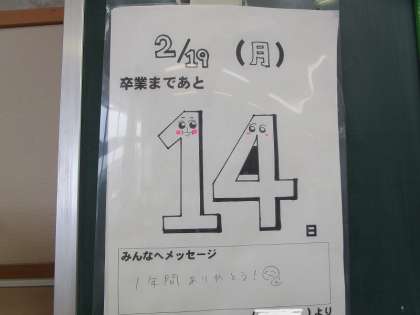 2/19 (月)
卒業まであと
14
日
みんなへメッセージ
1年間ありがとう!
より